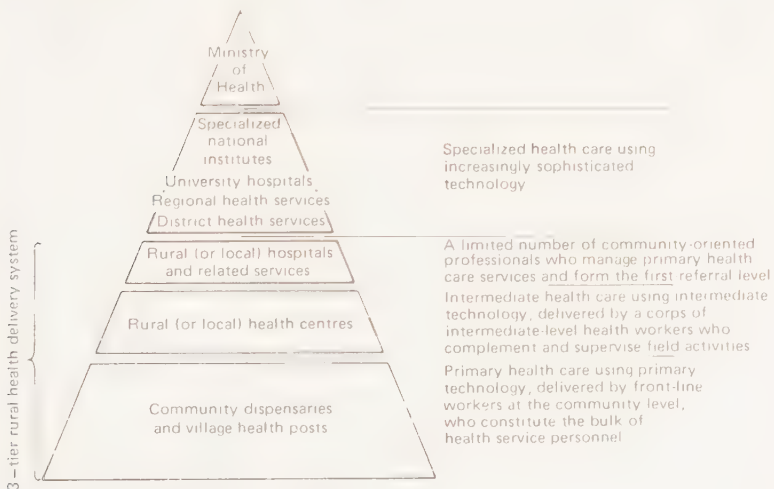 Ministry
of
Health
Specialized
national
institutes
University hospitals
Regional health services
District health services
Specialized health care using
increasingly sophisticated
technology
3-tier rural health delivery system
Rural (or local) hospitals
and related services
A limited number of community-oriented
professionals who manage primary health
care services and form the first referral level
Rural (or local) health centres
Intermediate health care using intermediate
technology, delivered by a corps of
intermediate-level health workers who
complement and supervise field activities
Community dispensaries
and village health posts
Primary health care using primary
technology, delivered by front-line
workers at the community level,
who constitute the bulk of
health service personnel